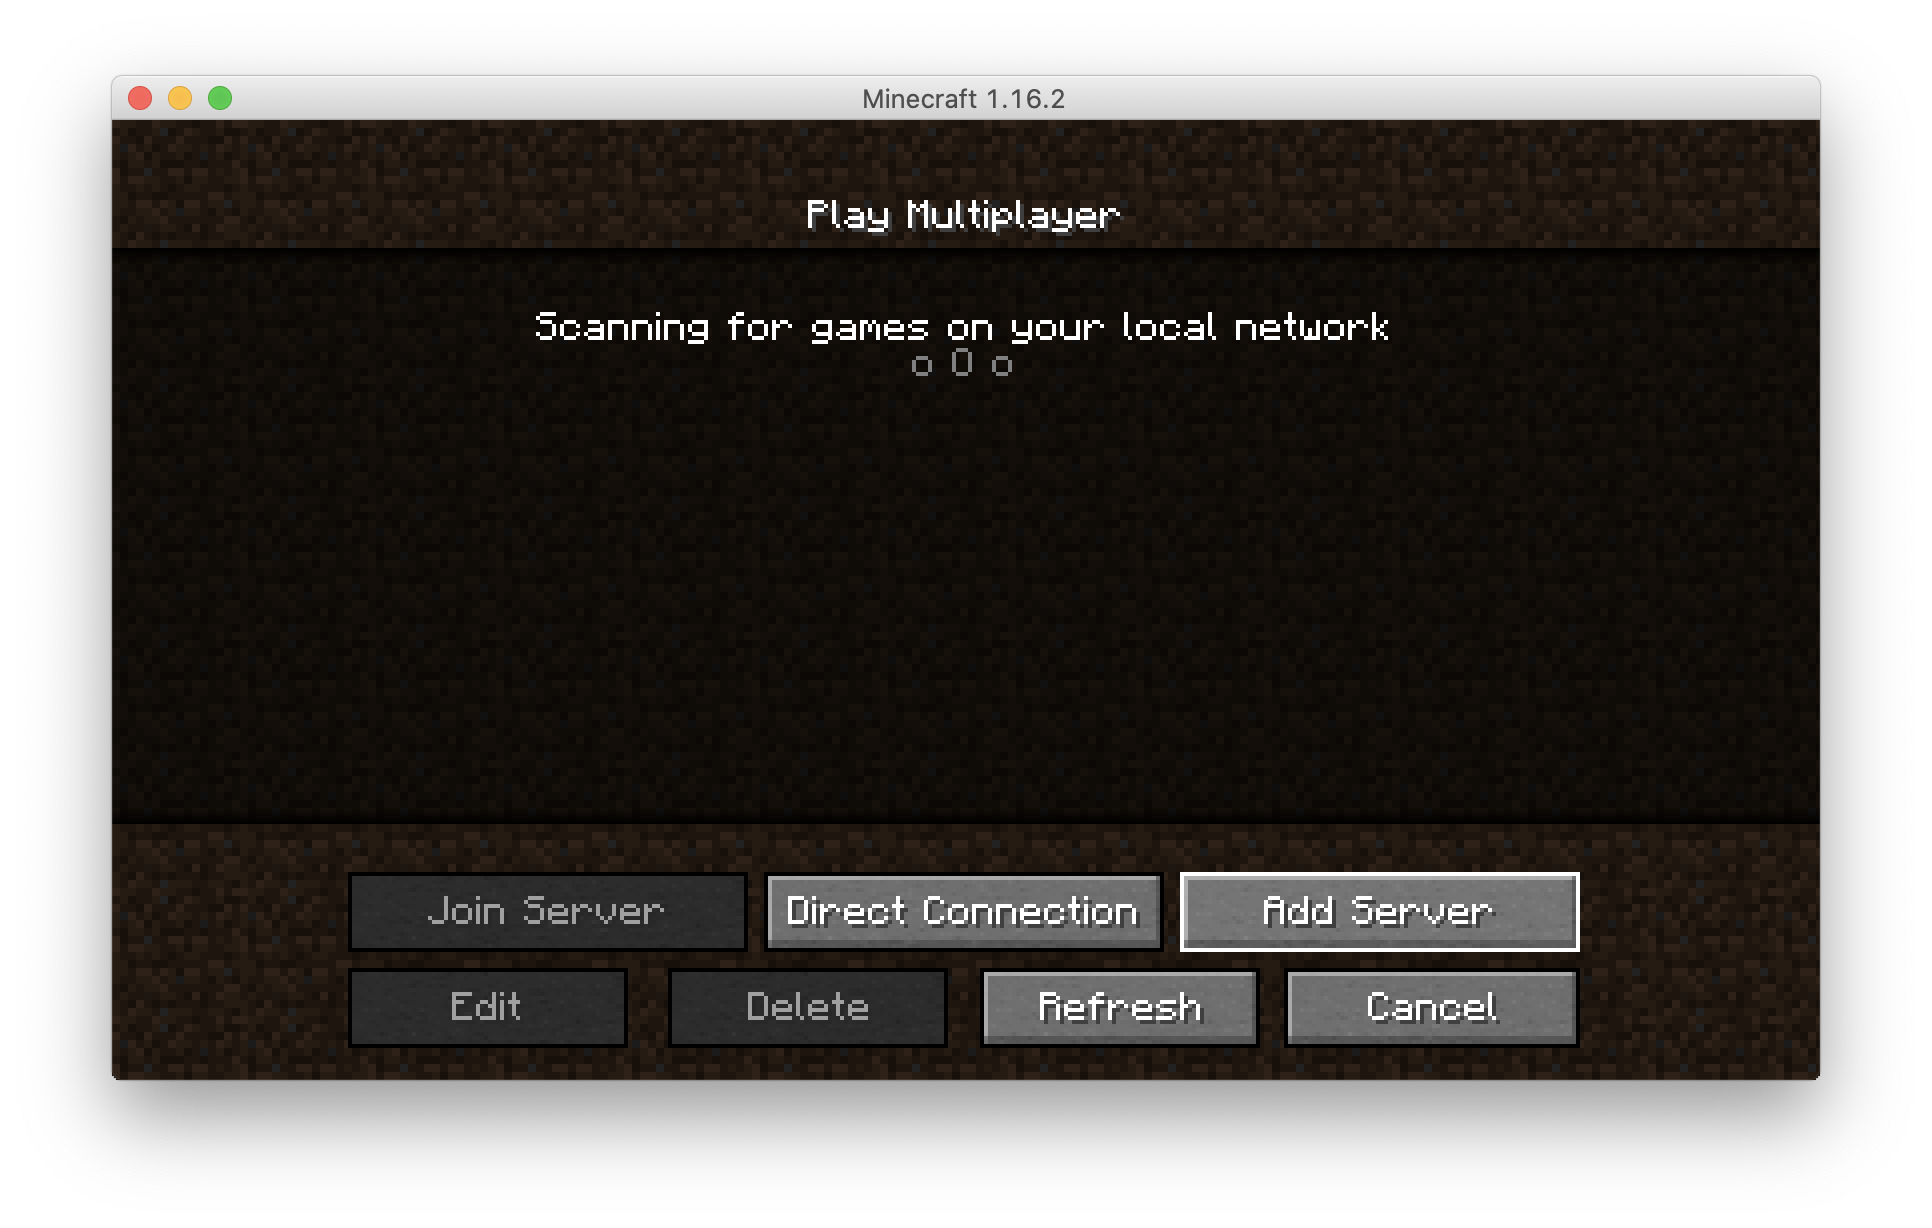 Minecraft 1.16.2
Play Multiplayer
Scanning for games on your local network
o O o
Join Server Direct Connection Add Server
Edit Delete Refresh Cancel